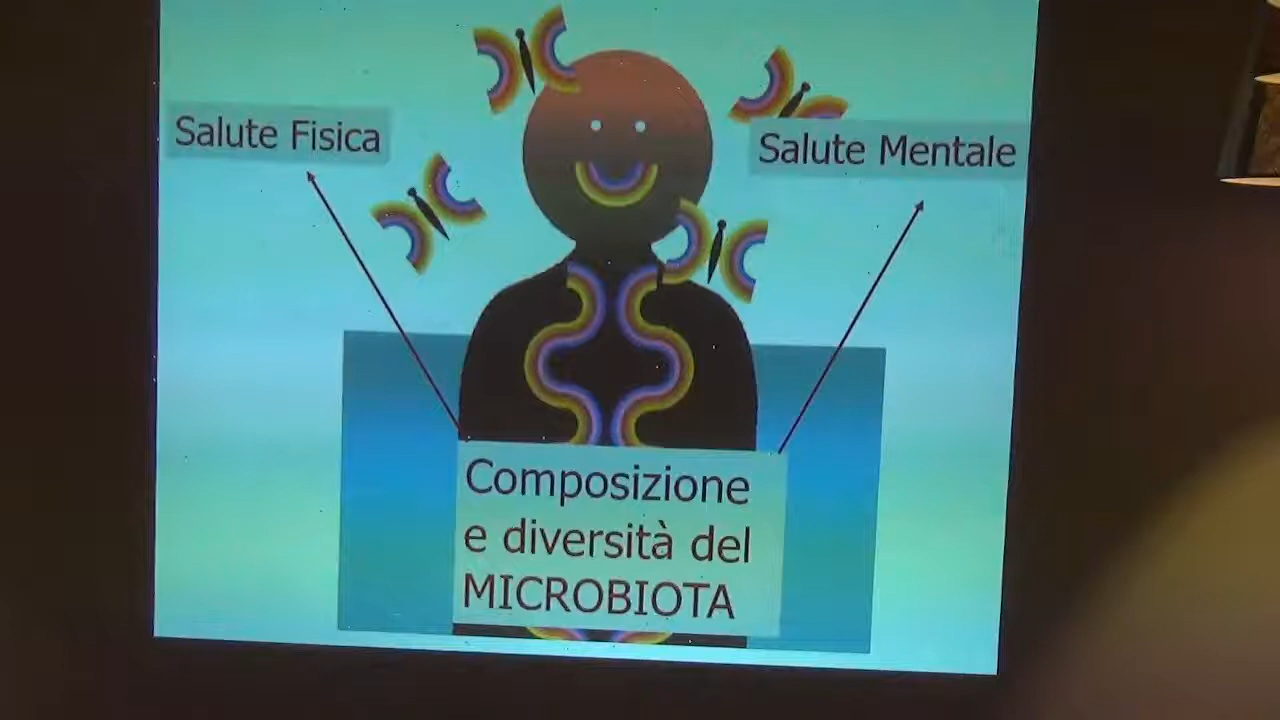 Salute Fisica
Salute Mentale
Composizione
e diversità del
MICROBIOTA